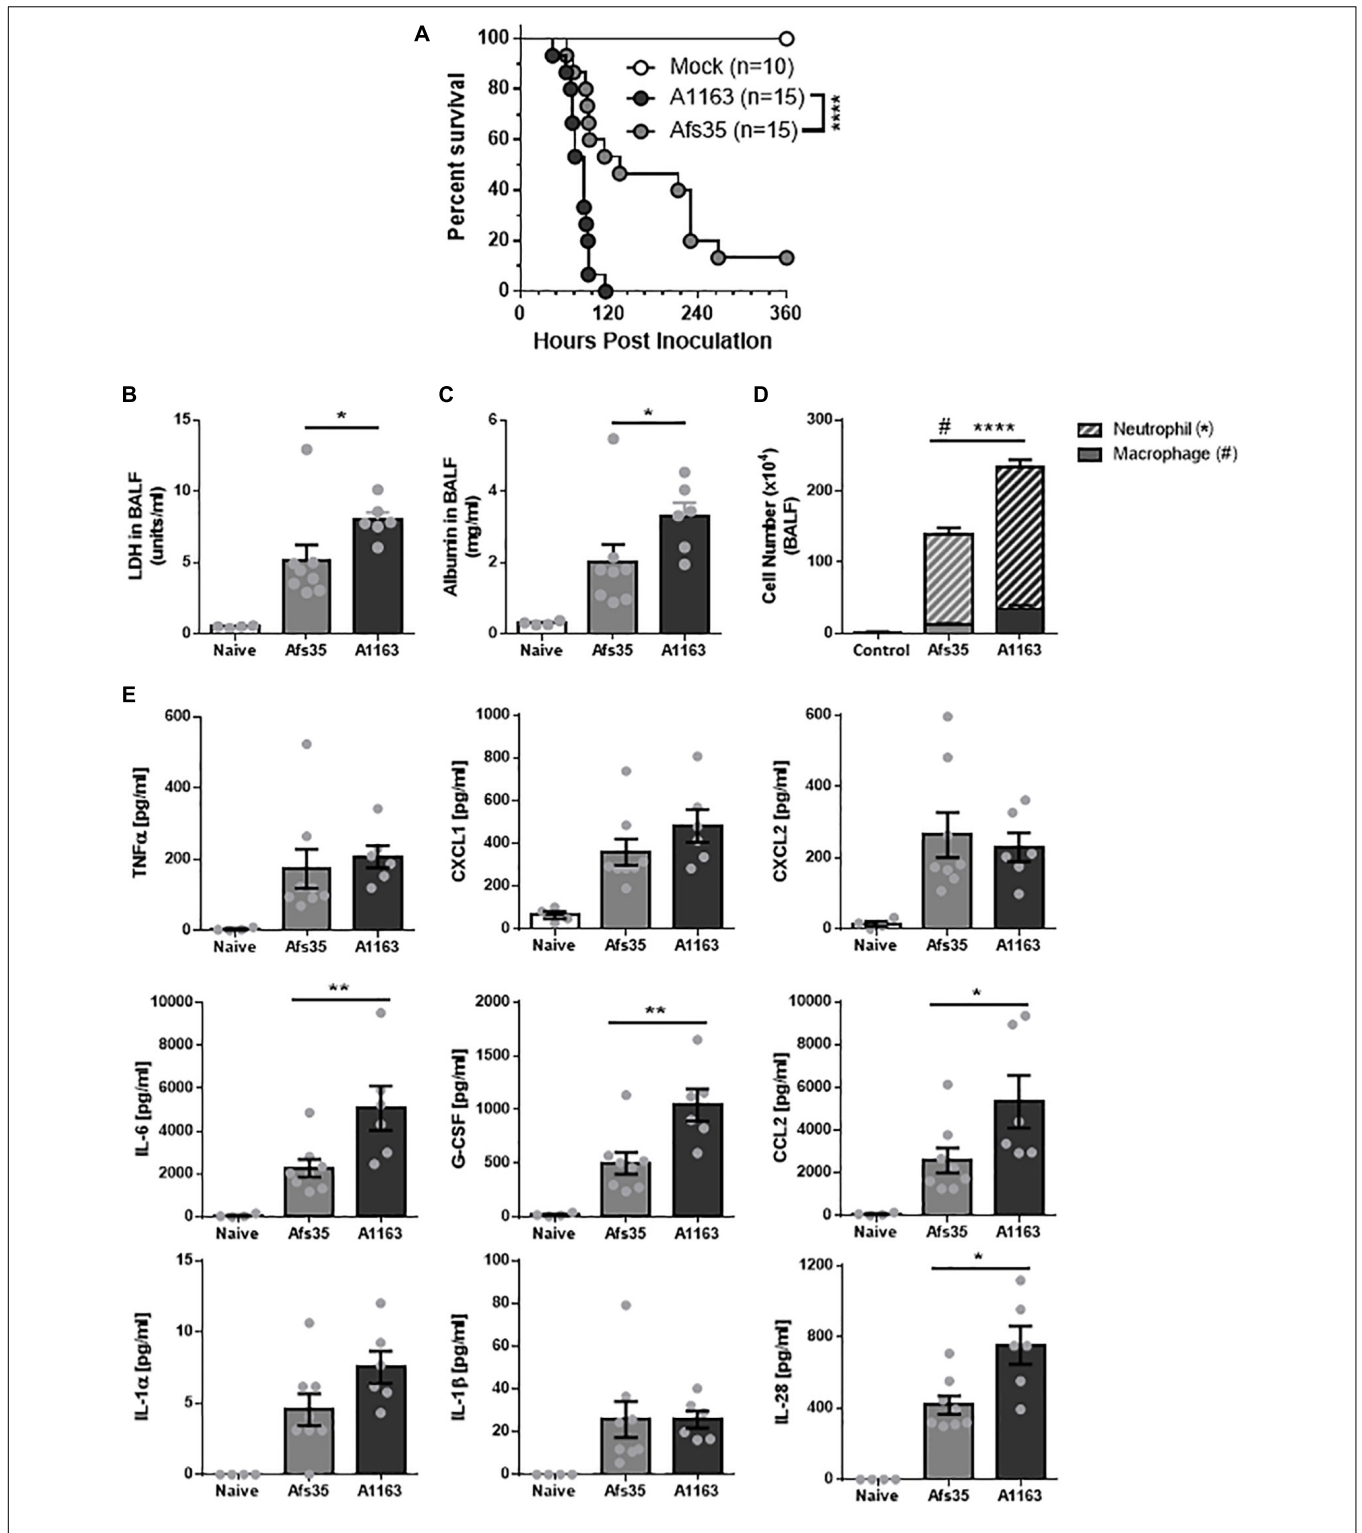 A
100
80
60
40
20
0
0 120 240 360
Percent survival
Hours Post Inoculation
Mock (n=10)
A1163 (n=15)
Afs35 (n=15)
****
B
LDH in BALF
(units/ml)
15
10
5
0
*
Naive Afs35 A1163
C
Albumin in BALF
(mg/ml)
6
4
2
0
*
Naive Afs35 A1163
D
Cell Number (x10⁴)
(BALF)
300
200
100
0
# ****
Control Afs35 A1163
Neutrophil (*)
Macrophage (#)
E
TNFα [pg/ml]
600
400
200
0
Naive Afs35 A1163
CXCL1 [pg/ml]
1000
800
600
400
200
0
Naive Afs35 A1163
CXCL2 [pg/ml]
600
400
200
0
Naive Afs35 A1163
IL-6 [pg/ml]
10000
8000
6000
4000
2000
0
**
Naive Afs35 A1163
G-CSF [pg/ml]
2000
1500
1000
500
0
**
Naive Afs35 A1163
CCL2 [pg/ml]
10000
8000
6000
4000
2000
0
*
Naive Afs35 A1163
IL-1α [pg/ml]
15
10
5
0
Naive Afs35 A1163
IL-1β [pg/ml]
100
80
60
40
20
0
Naive Afs35 A1163
IL-28 [pg/ml]
1200
800
400
0
*
Naive Afs35 A1163